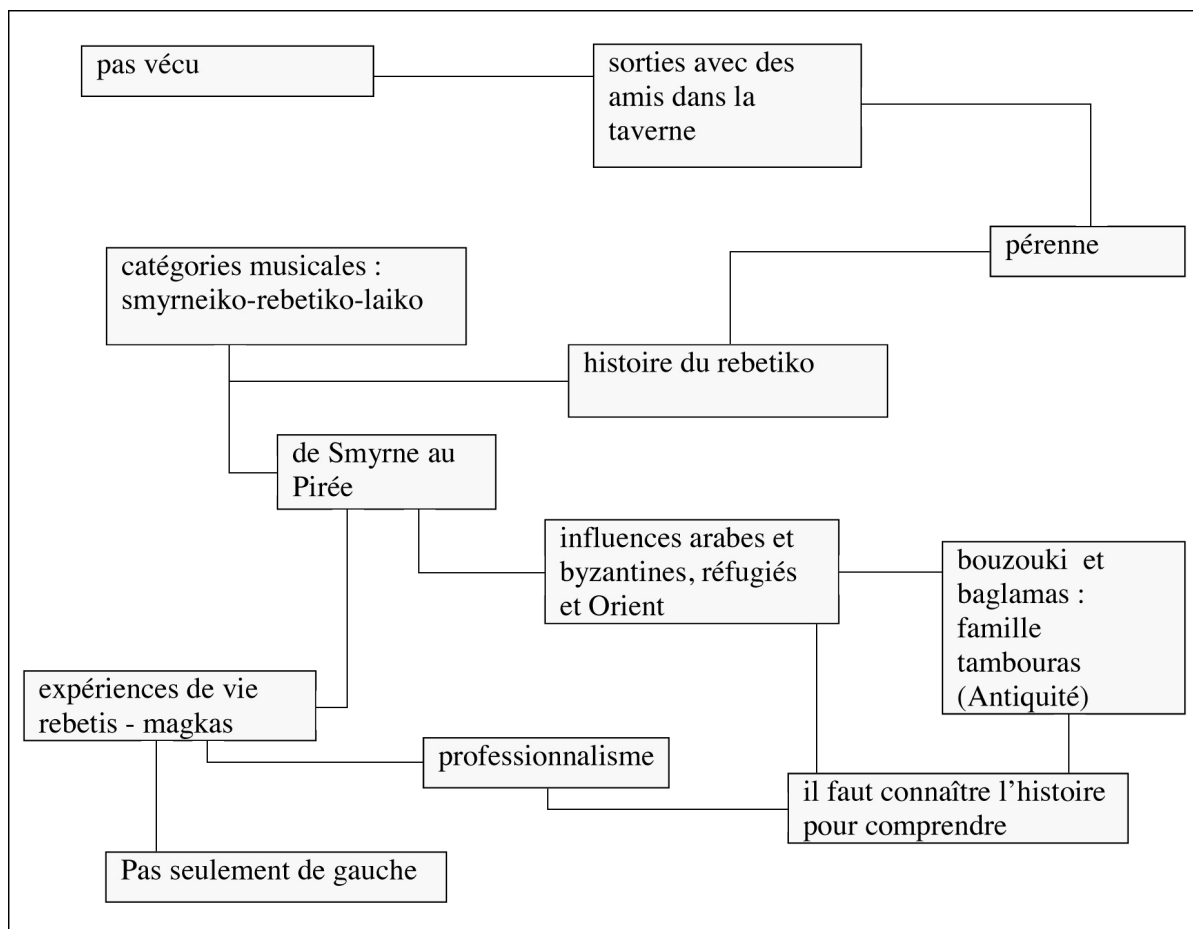 pas vécu
sorties avec des
amis dans la
taverne
pérenne
catégories musicales :
smyrneiko-rebetiko-laiko
histoire du rebetiko
de Smyrne au
Pirée
influences arabes et
byzantines, réfugiés
et Orient
bouzouki et
baglamas :
famille
tambouras
(Antiquité)
expériences de vie
rebetis - magkas
professionnalisme
il faut connaître l’histoire
pour comprendre
Pas seulement de gauche